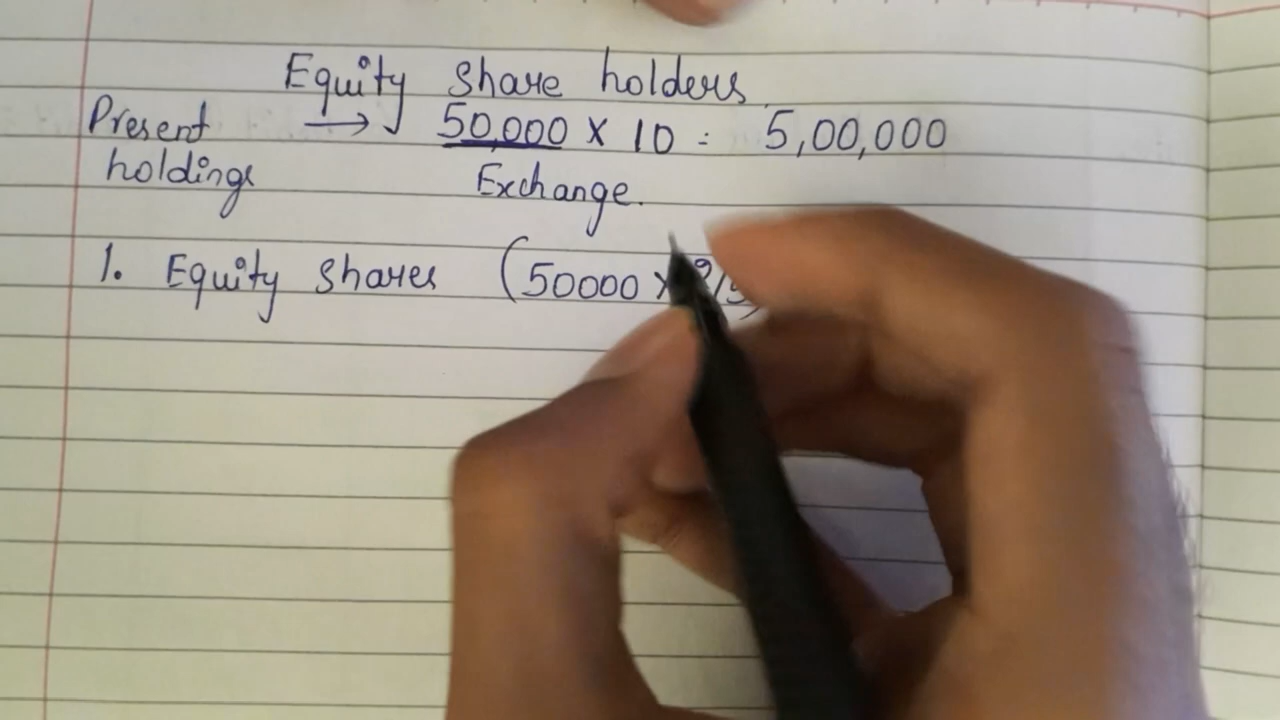 Equity share holders
Present → 50,000 × 10 = 5,00,000
holdings Exchange.
1. Equity shares (50000 ×